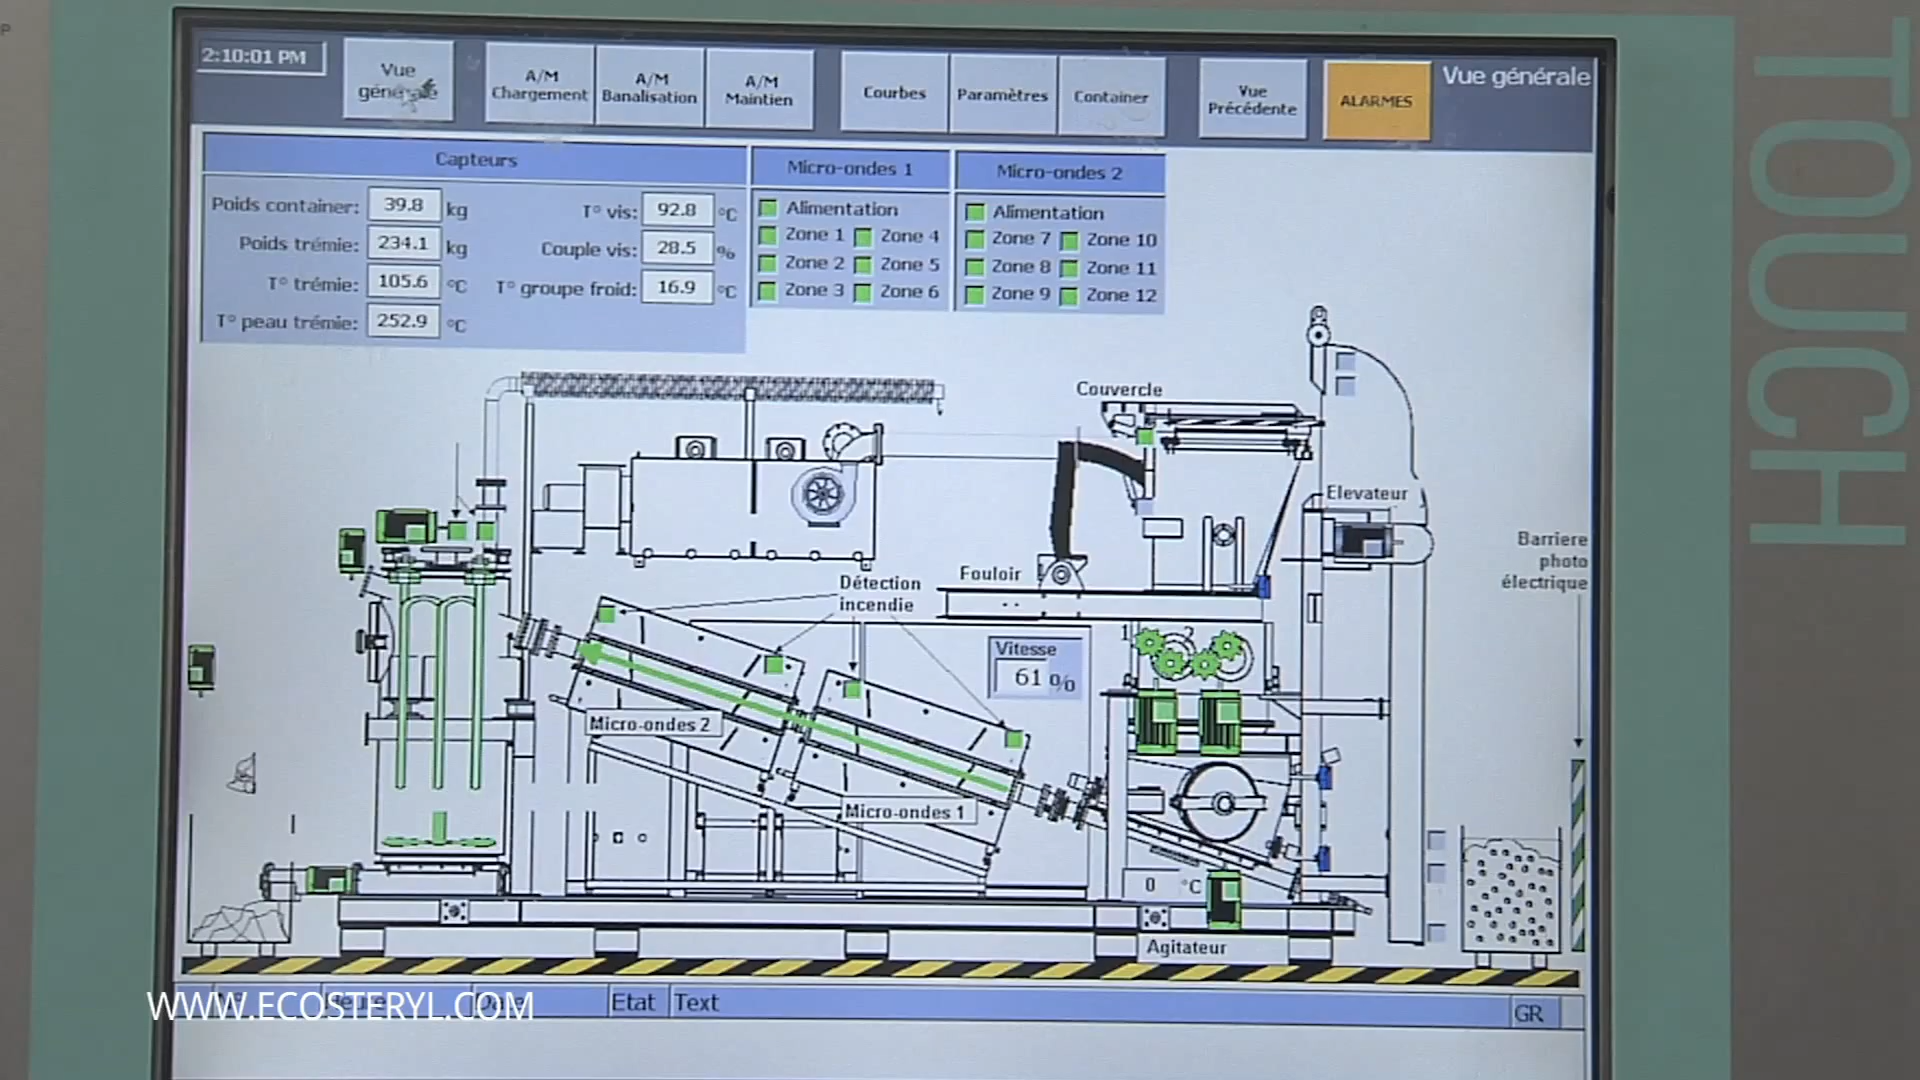 2:10:01 PM
Vue
générale
A/M
Chargement
A/M
Banalisation
A/M
Maintien
Courbes
Paramètres
Container
Vue
Précédente
ALARMES
Vue générale
TOUCH
Capteurs
Poids container: 39.8 kg
Poids trémie: 234.1 kg
T° trémie: 105.6 °C
T° peau trémie: 252.9 °C
T° vis: 92.8 °C
Couple vis: 28.5 %
T° groupe froid: 16.9 °C
Micro-ondes 1
Alimentation
Zone 1 Zone 4
Zone 2 Zone 5
Zone 3 Zone 6
Micro-ondes 2
Alimentation
Zone 7 Zone 10
Zone 8 Zone 11
Zone 9 Zone 12
Couvercle
Elevateur
Barriere
photo
électrique
Fouloir
Détection
incendie
1 2
Vitesse
61 %
Micro-ondes 2
Micro-ondes 1
0 °C
Agitateur
Etat Text GR
WWW.ECOSTERYL.COM